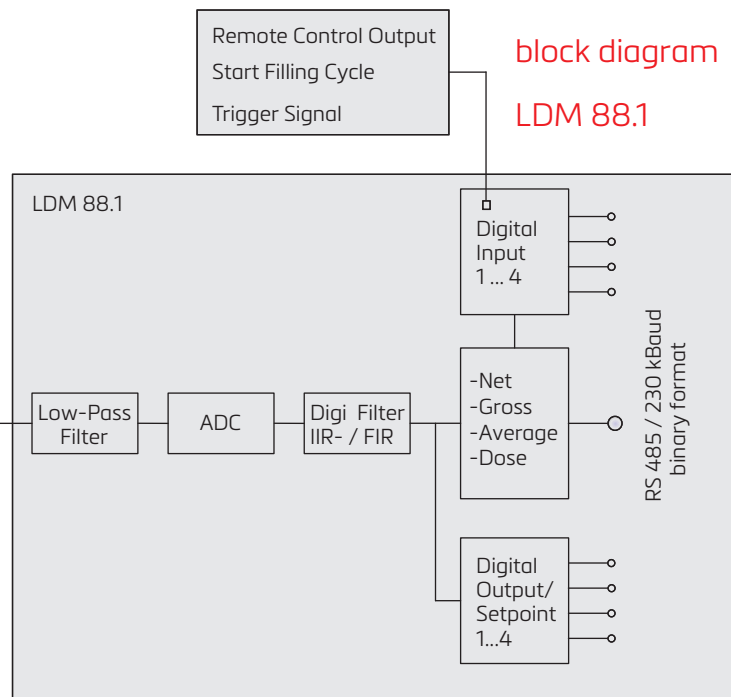 Remote Control Output
Start Filling Cycle
Trigger Signal
block diagram
LDM 88.1
LDM 88.1
Digital
Input
1 ... 4
Low-Pass
Filter
ADC
Digi Filter
IIR- / FIR
-Net
-Gross
-Average
-Dose
RS 485 / 230 kBaud
binary format
Digital
Output/
Setpoint
1...4